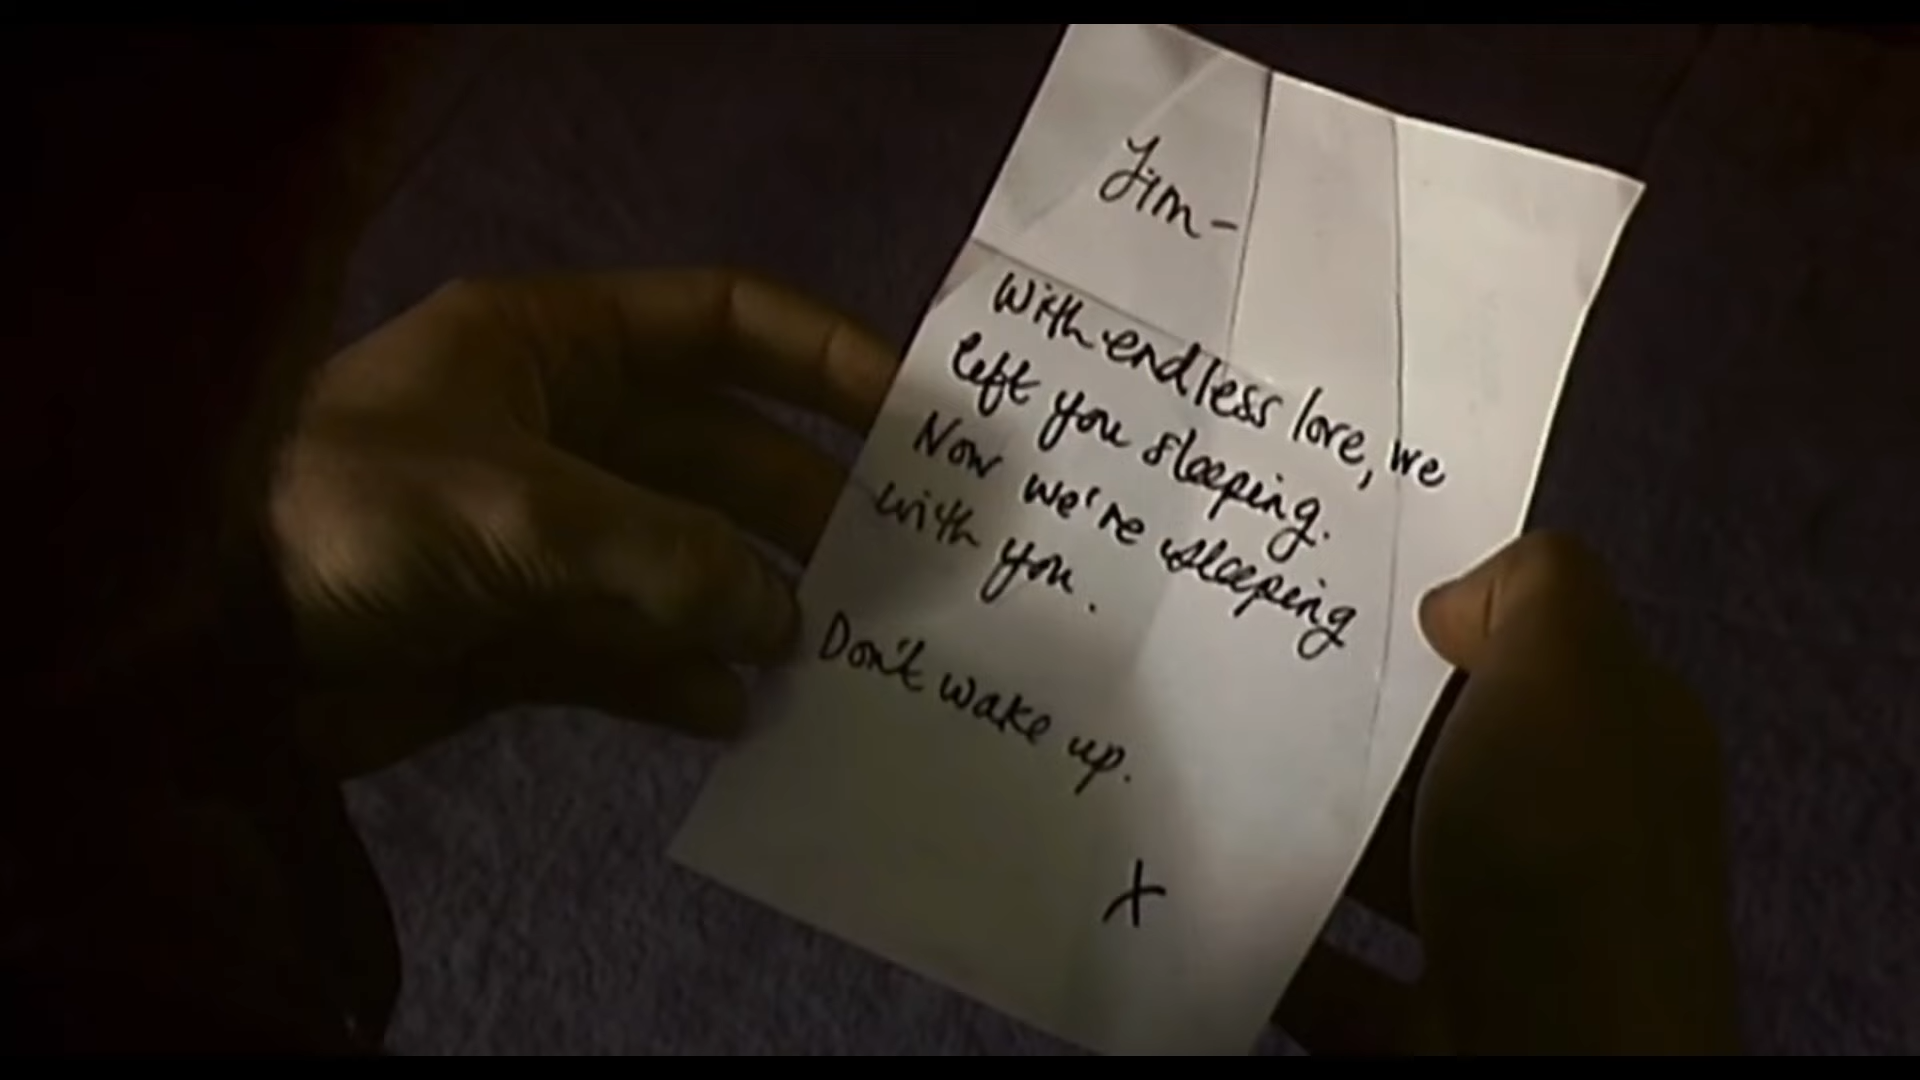 Jim-
With endless love, we
left you sleeping.
Now we're sleeping
with you.
Don't wake up.
X